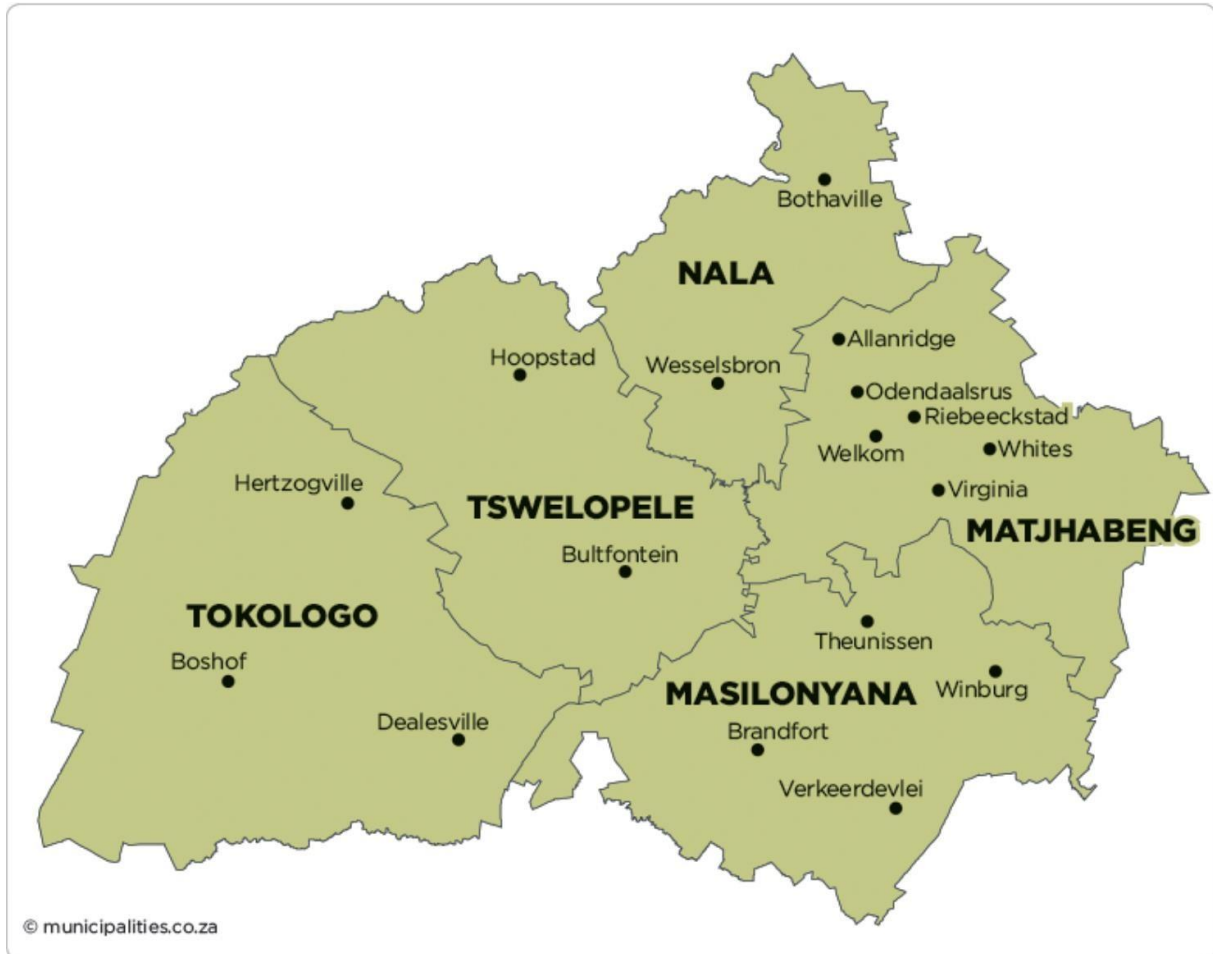 Bothaville
NALA
Allanridge
Hoopstad
Wesselsbron
Odendaalsrus
Riebeeckstad
Welkom
Whites
Hertzogville
Virginia
TSWELOPELE
MATJHABENG
Bultfontein
TOKOLOGO
Theunissen
Boshof
MASILONYANA
Winburg
Dealesville
Brandfort
Verkeerdevlei
© municipalities.co.za